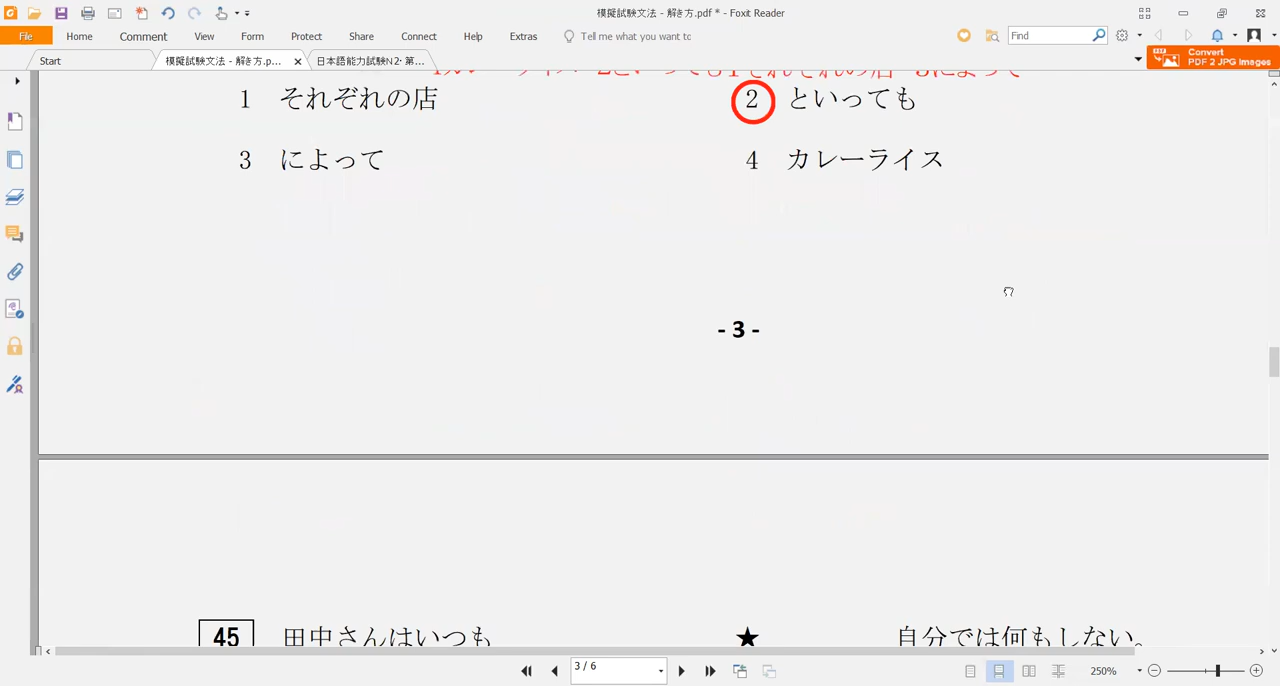 模擬試験文法 - 解き方.pdf * - Foxit Reader
File Home Comment View Form Protect Share Connect Help Extras Tell me what you want to Find
Start 模擬試験文法 - 解き方.p... 日本語能力試験N2· 第... Convert
PDF 2 JPG Images
1 それぞれの店 2 といっても
3 によって 4 カレーライス
- 3 -
45 田中さんはいつも ★ 自分では何もしない。
3 / 6 250%